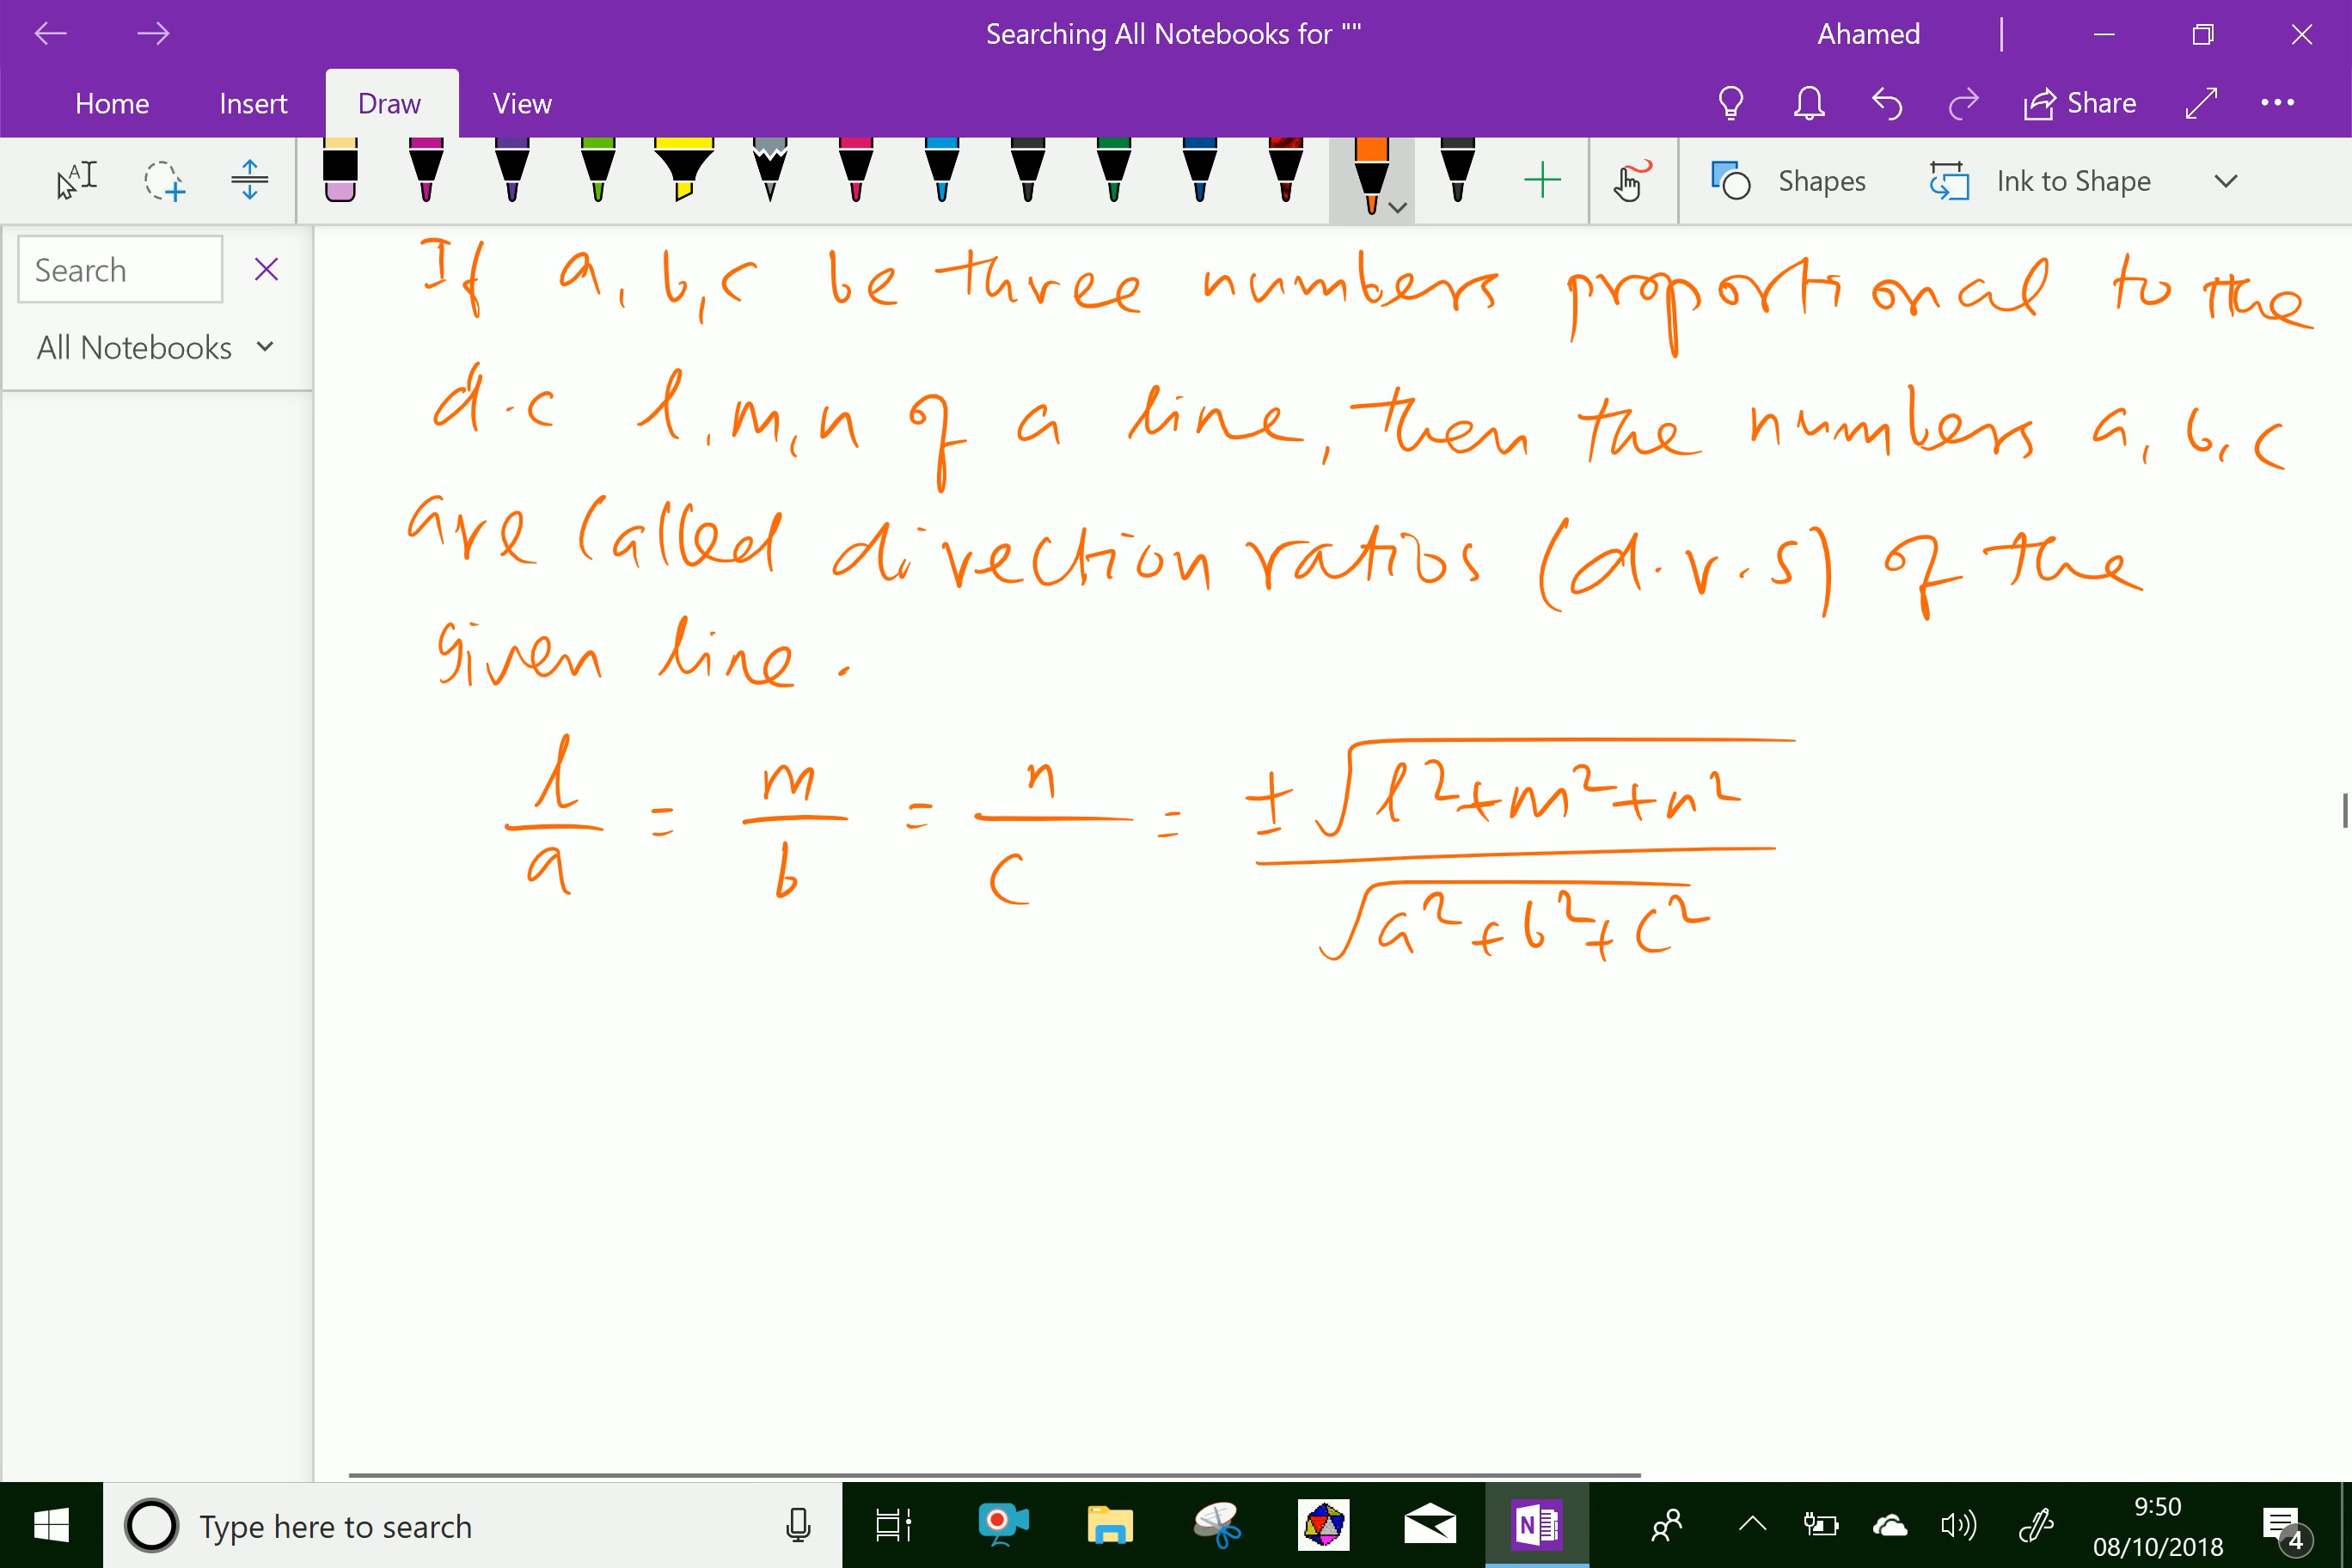 Searching All Notebooks for ""
Ahamed
Home Insert Draw View Share
Shapes Ink to Shape
Search
All Notebooks
If a, b, c be three numbers proportional to the
d.c l, m, n of a line, then the numbers a, b, c
are called direction ratios (d.r.s) of the
given line.
l/a = m/b = n/c = ±√(l²+m²+n²) / √(a²+b²+c²)
Type here to search
9:50
08/10/2018
4